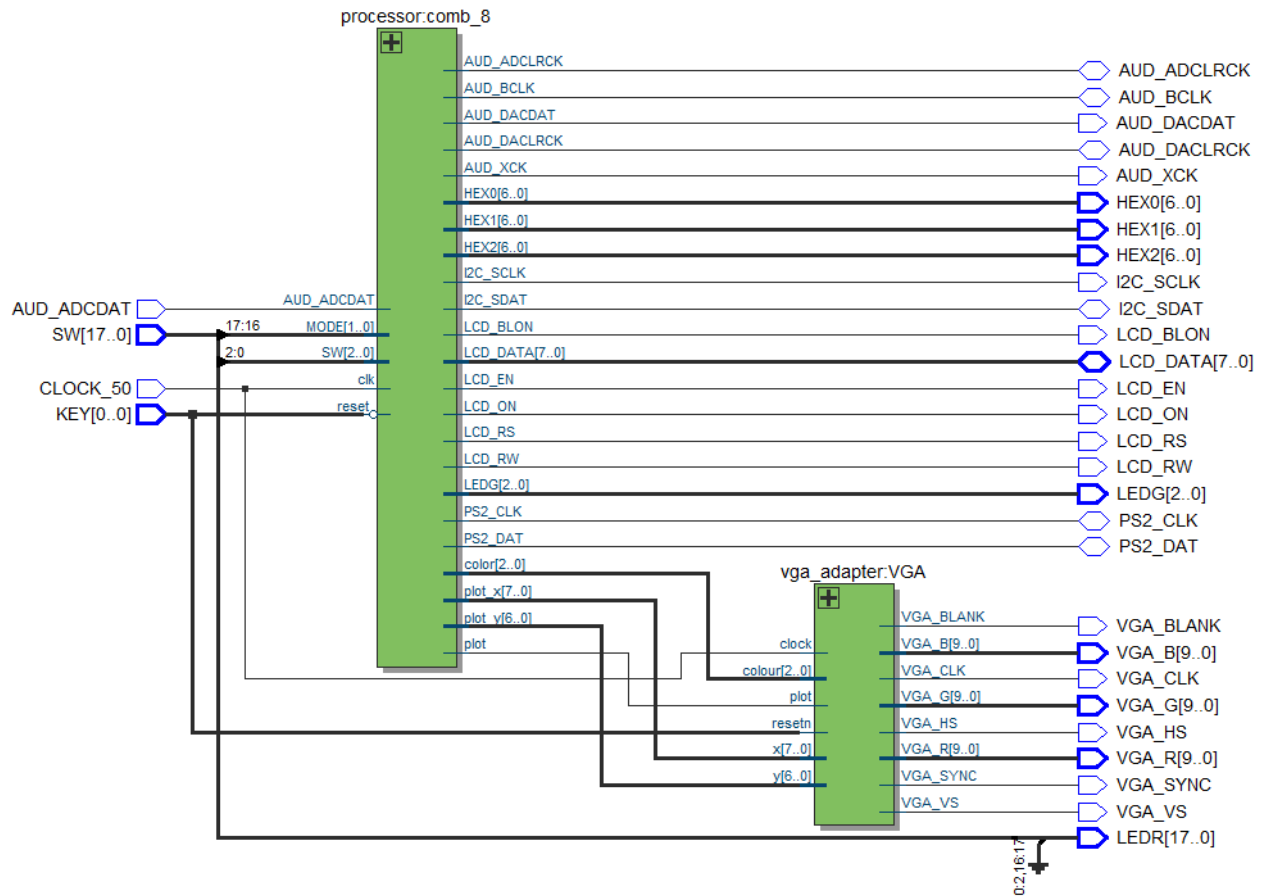 processor:comb_8
AUD_ADCLRCK AUD_ADCLRCK
AUD_BCLK AUD_BCLK
AUD_DACDAT AUD_DACDAT
AUD_DACLRCK AUD_DACLRCK
AUD_XCK AUD_XCK
HEX0[6..0] HEX0[6..0]
HEX1[6..0] HEX1[6..0]
HEX2[6..0] HEX2[6..0]
I2C_SCLK I2C_SCLK
AUD_ADCDAT AUD_ADCDAT I2C_SDAT I2C_SDAT
SW[17..0] 17:16 MODE[1..0] LCD_BLON LCD_BLON
2:0 SW[2..0] LCD_DATA[7..0] LCD_DATA[7..0]
CLOCK_50 clk LCD_EN LCD_EN
KEY[0..0] reset LCD_ON LCD_ON
LCD_RS LCD_RS
LCD_RW LCD_RW
LEDG[2..0] LEDG[2..0]
PS2_CLK PS2_CLK
PS2_DAT PS2_DAT
color[2..0] vga_adapter:VGA
plot_x[7..0]
plot_y[6..0] VGA_BLANK VGA_BLANK
plot clock VGA_B[9..0] VGA_B[9..0]
colour[2..0] VGA_CLK VGA_CLK
plot VGA_G[9..0] VGA_G[9..0]
resetn VGA_HS VGA_HS
x[7..0] VGA_R[9..0] VGA_R[9..0]
y[6..0] VGA_SYNC VGA_SYNC
VGA_VS VGA_VS
LEDR[17..0]
0:2,16:17